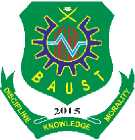 BAUST
2015
DISCIPLINE KNOWLEDGE MORALITY